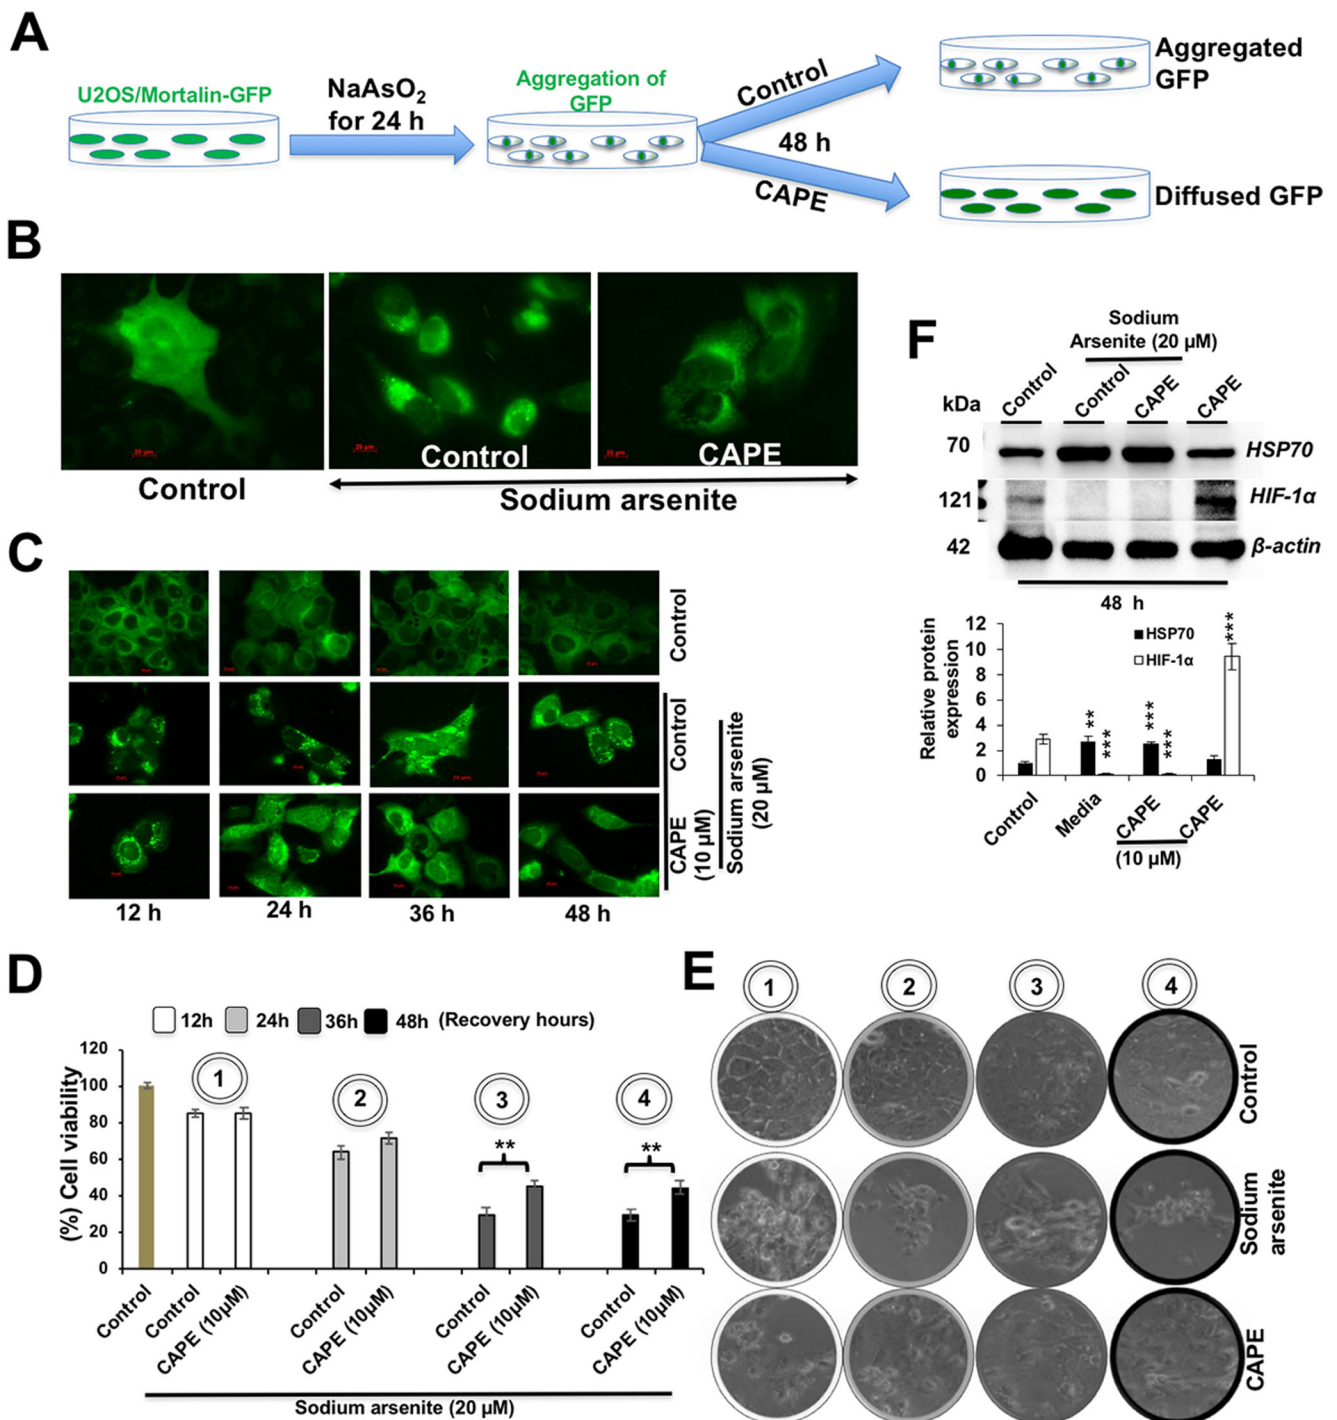 A
U2OS/Mortalin-GFP
NaAsO2
for 24 h
Aggregation of
GFP
Control
48 h
CAPE
Aggregated
GFP
Diffused GFP
B
20 µm
20 µm
Control
20 µm
CAPE
Control
Sodium arsenite
C
Control
Control
CAPE
(10 µM)
Sodium arsenite
(20 µM)
12 h
24 h
36 h
48 h
D
12h
24h
36h
48h
(Recovery hours)
(%) Cell viability
120
100
80
60
40
20
0
1
2
3
4
**
**
Control
Control
CAPE (10µM)
Control
CAPE (10µM)
Control
CAPE (10µM)
Control
CAPE (10µM)
Sodium arsenite (20 µM)
E
1
2
3
4
Control
Sodium
arsenite
CAPE
F
Sodium
Arsenite (20 µM)
kDa
Control
Control
CAPE
CAPE
70
HSP70
121
HIF-1α
42
β-actin
48 h
Relative protein
expression
12
10
8
6
4
2
0
HSP70
HIF-1α
**
***
***
***
***
Control
Media
CAPE
CAPE
(10 µM)